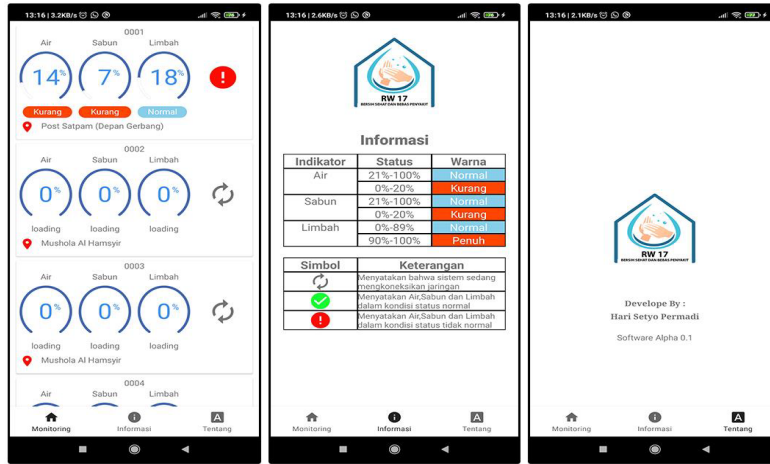 13:16 | 3.2KB/s
0001
Air Sabun Limbah
14% 7% 18%
Kurang Kurang Normal
Post Satpam (Depan Gerbang)
0002
Air Sabun Limbah
0% 0% 0%
loading loading loading
Mushola Al Hamsyir
0003
Air Sabun Limbah
0% 0% 0%
loading loading loading
Mushola Al Hamsyir
0004
Air Sabun Limbah
Monitoring Informasi Tentang
13:16 | 2.6KB/s
RW 17
BERSIH SEHAT DAN BEBAS PENYAKIT
Informasi
Indikator Status Warna
Air 21%-100% Normal
0%-20% Kurang
Sabun 21%-100% Normal
0%-20% Kurang
Limbah 0%-89% Normal
90%-100% Penuh
Simbol Keterangan
Menyatakan bahwa sistem sedang
mengkoneksikan jaringan
Menyatakan Air,Sabun dan Limbah
dalam kondisi status normal
Menyatakan Air,Sabun dan Limbah
dalam kondisi status tidak normal
Monitoring Informasi Tentang
13:16 | 2.1KB/s
RW 17
BERSIH SEHAT DAN BEBAS PENYAKIT
Develope By :
Hari Setyo Permadi
Software Alpha 0.1
Monitoring Informasi Tentang